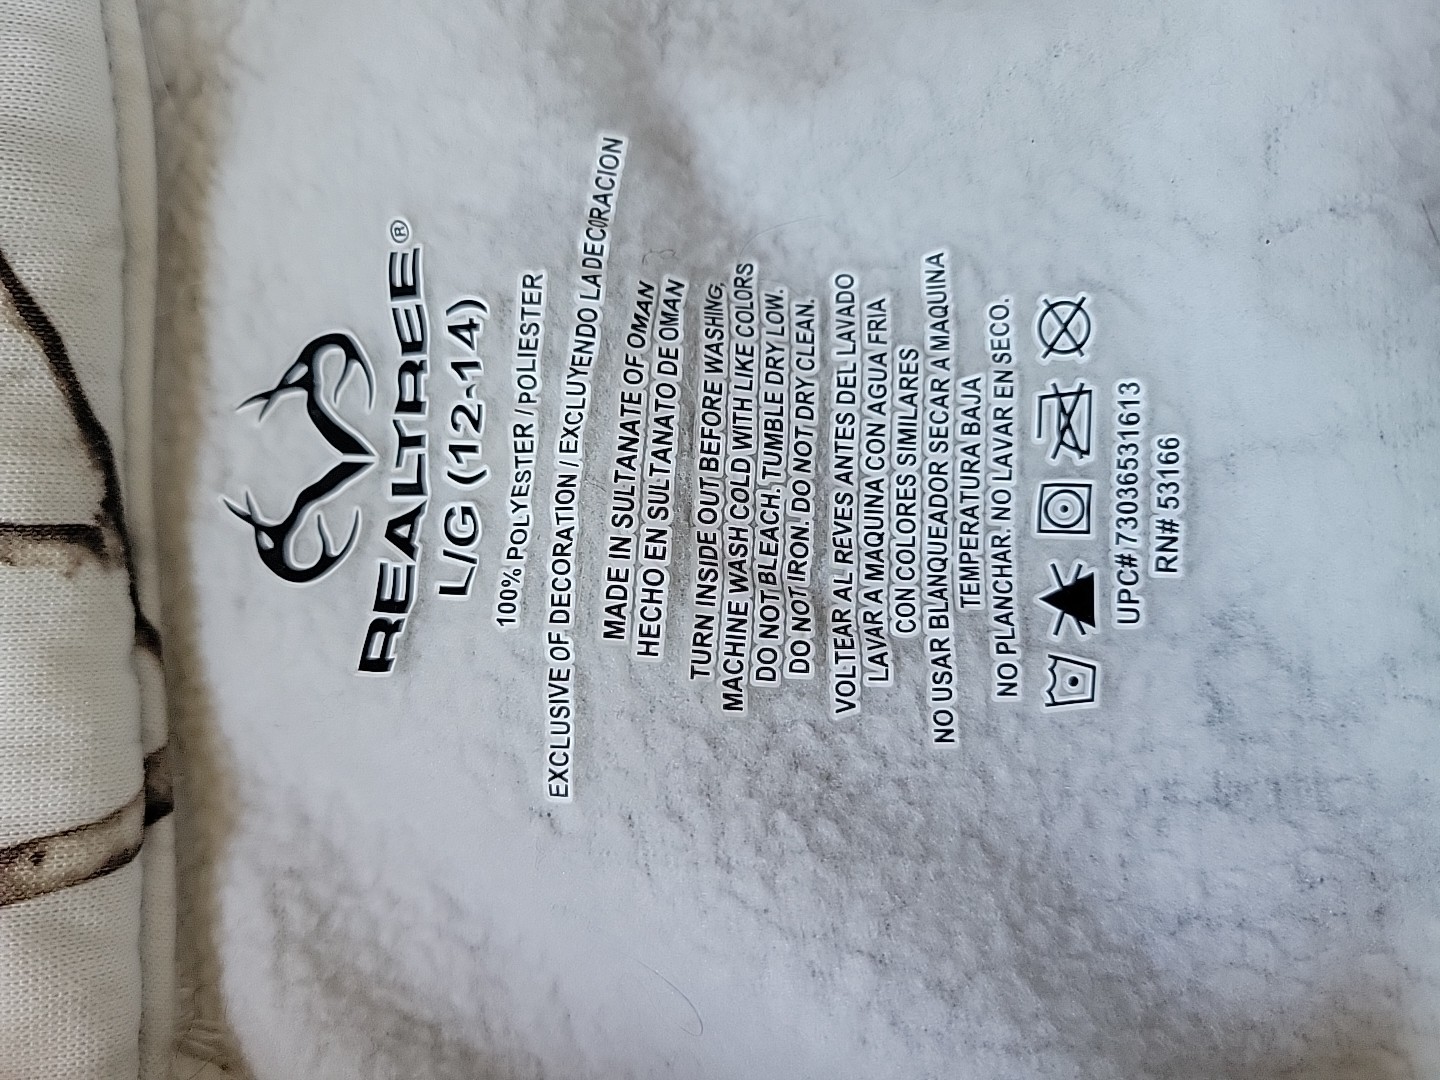 REALTREE®
L/G (12-14)
100% POLYESTER / POLIESTER
EXCLUSIVE OF DECORATION / EXCLUYENDO LA DECORACION
MADE IN SULTANATE OF OMAN
HECHO EN SULTANATO DE OMAN
TURN INSIDE OUT BEFORE WASHING,
MACHINE WASH COLD WITH LIKE COLORS
DO NOT BLEACH. TUMBLE DRY LOW.
DO NOT IRON. DO NOT DRY CLEAN.
VOLTEAR AL REVES ANTES DEL LAVADO
LAVAR A MAQUINA CON AGUA FRIA
CON COLORES SIMILARES
NO USAR BLANQUEADOR SECAR A MAQUINA
TEMPERATURA BAJA
NO PLANCHAR. NO LAVAR EN SECO.
UPC# 730365531613
RN# 53166